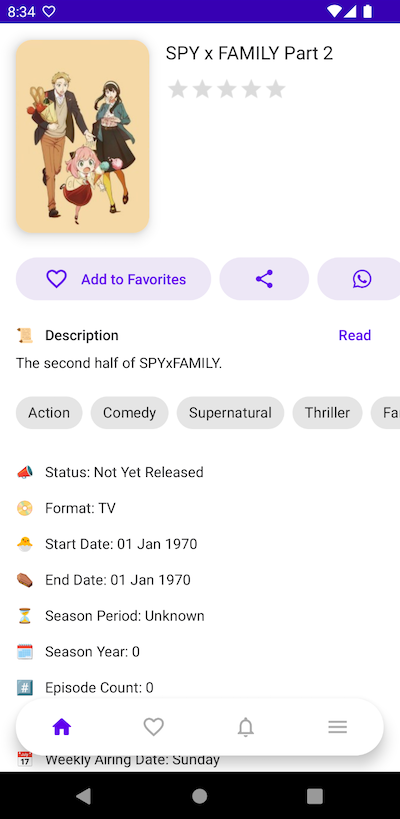 8:34
SPY x FAMILY Part 2
Add to Favorites
Description
Read
The second half of SPYxFAMILY.
Action
Comedy
Supernatural
Thriller
Fa
Status: Not Yet Released
Format: TV
Start Date: 01 Jan 1970
End Date: 01 Jan 1970
Season Period: Unknown
Season Year: 0
Episode Count: 0
Weekly Airing Date: Sunday